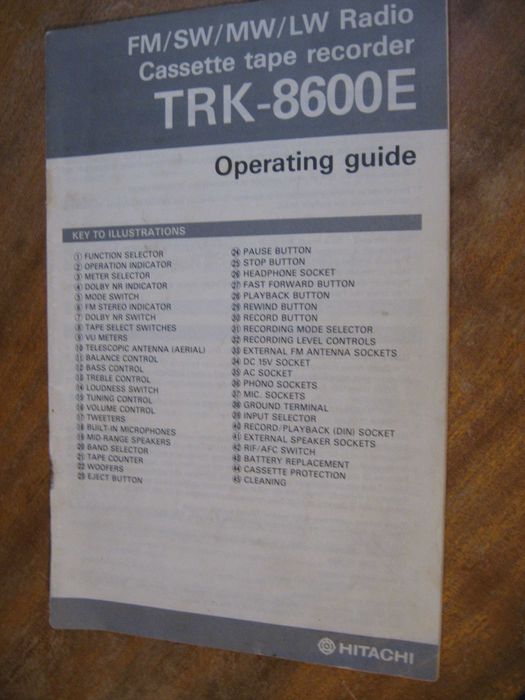 FM/SW/MW/LW Radio
Cassette tape recorder
TRK-8600E
Operating guide
KEY TO ILLUSTRATIONS
① FUNCTION SELECTOR
② OPERATION INDICATOR
③ METER SELECTOR
④ DOLBY NR INDICATOR
⑤ MODE SWITCH
⑥ FM STEREO INDICATOR
⑦ DOLBY NR SWITCH
⑧ TAPE SELECT SWITCHES
⑨ VU METERS
⑩ TELESCOPIC ANTENNA (AERIAL)
⑪ BALANCE CONTROL
⑫ BASS CONTROL
⑬ TREBLE CONTROL
⑭ LOUDNESS SWITCH
⑮ TUNING CONTROL
⑯ VOLUME CONTROL
⑰ TWEETERS
⑱ BUILT-IN MICROPHONES
⑲ MID-RANGE SPEAKERS
⑳ BAND SELECTOR
㉑ TAPE COUNTER
㉒ WOOFERS
㉓ EJECT BUTTON
㉔ PAUSE BUTTON
㉕ STOP BUTTON
㉖ HEADPHONE SOCKET
㉗ FAST FORWARD BUTTON
㉘ PLAYBACK BUTTON
㉙ REWIND BUTTON
㉚ RECORD BUTTON
㉛ RECORDING MODE SELECTOR
㉜ RECORDING LEVEL CONTROLS
㉝ EXTERNAL FM ANTENNA SOCKETS
㉞ DC 15V SOCKET
㉟ AC SOCKET
㊱ PHONO SOCKETS
㊲ MIC. SOCKETS
㊳ GROUND TERMINAL
㊴ INPUT SELECTOR
㊵ RECORD/PLAYBACK (DIN) SOCKET
㊶ EXTERNAL SPEAKER SOCKETS
㊷ RIF/AFC SWITCH
㊸ BATTERY REPLACEMENT
㊹ CASSETTE PROTECTION
㊺ CLEANING
HITACHI